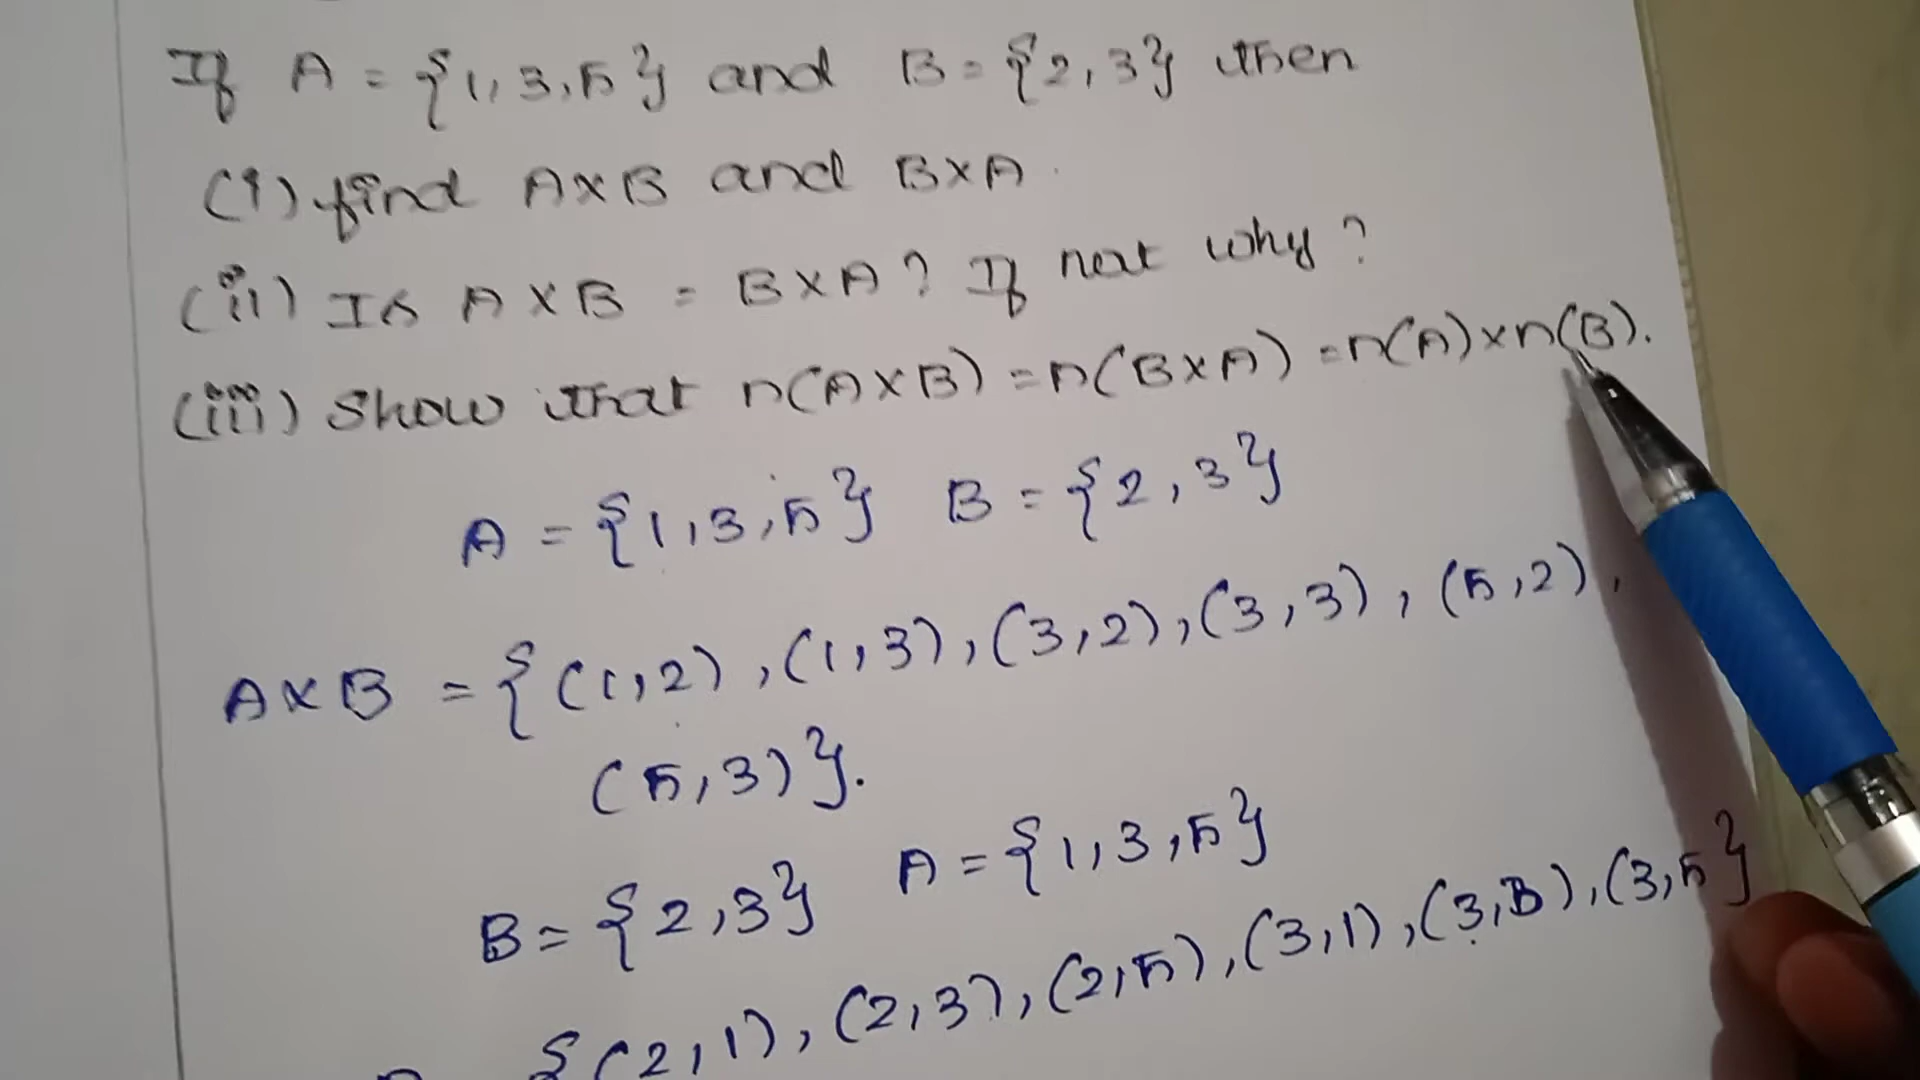 If A = {1, 3, 5} and B = {2, 3} then
(i) find A x B and B x A.
(ii) Is A x B = B x A? If not why?
(iii) Show that n(A x B) = n(B x A) = n(A) x n(B).
A = {1, 3, 5} B = {2, 3}
A x B = {(1, 2), (1, 3), (3, 2), (3, 3), (5, 2),
(5, 3)}.
B = {2, 3} A = {1, 3, 5}
{(2, 1), (2, 3), (2, 5), (3, 1), (3, 3), (3, 5}